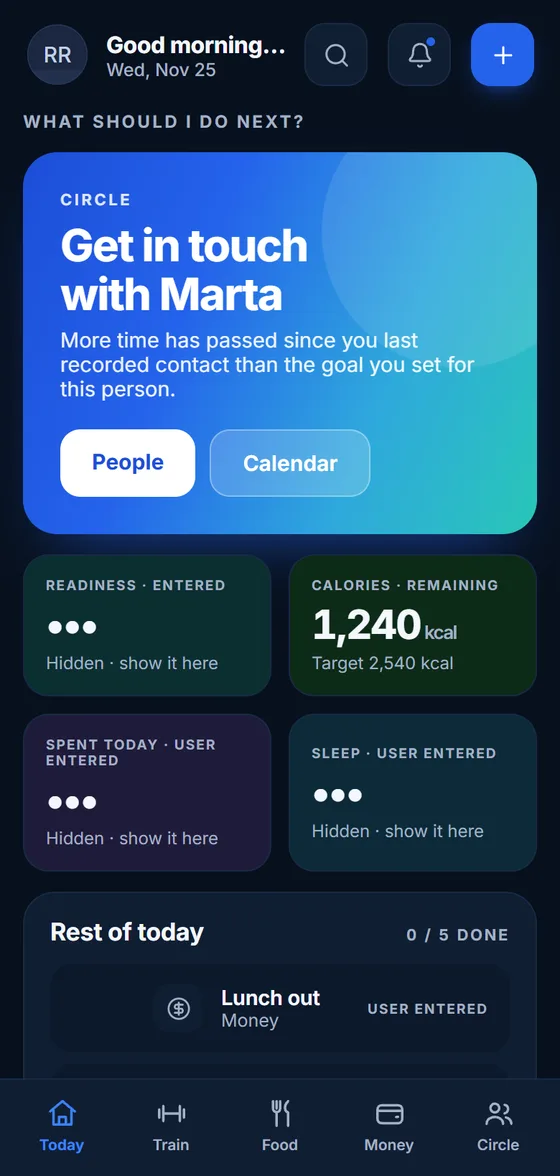 RR
Good morning…
Wed, Nov 25
WHAT SHOULD I DO NEXT?
CIRCLE
Get in touch
with Marta
More time has passed since you last
recorded contact than the goal you set for
this person.
People
Calendar
READINESS · ENTERED
•••
Hidden · show it here
CALORIES · REMAINING
1,240 kcal
Target 2,540 kcal
SPENT TODAY · USER
ENTERED
•••
Hidden · show it here
SLEEP · USER ENTERED
•••
Hidden · show it here
Rest of today
0 / 5 DONE
Lunch out
Money
USER ENTERED
Today
Train
Food
Money
Circle